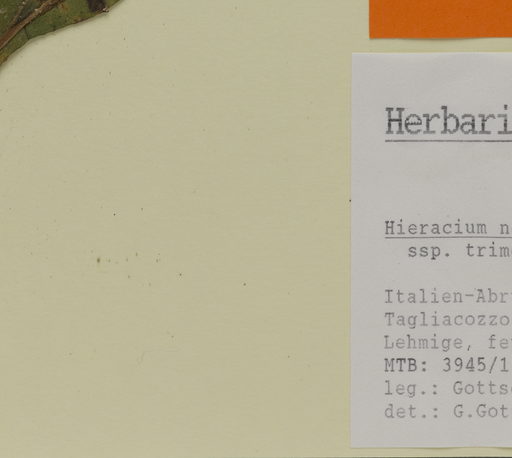 Herbari
Hieracium n
ssp. trim
Italien-Abr
Tagliacozzo
Lehmige, fe
MTB: 3945/1
leg.: Gotts
det.: G.Got